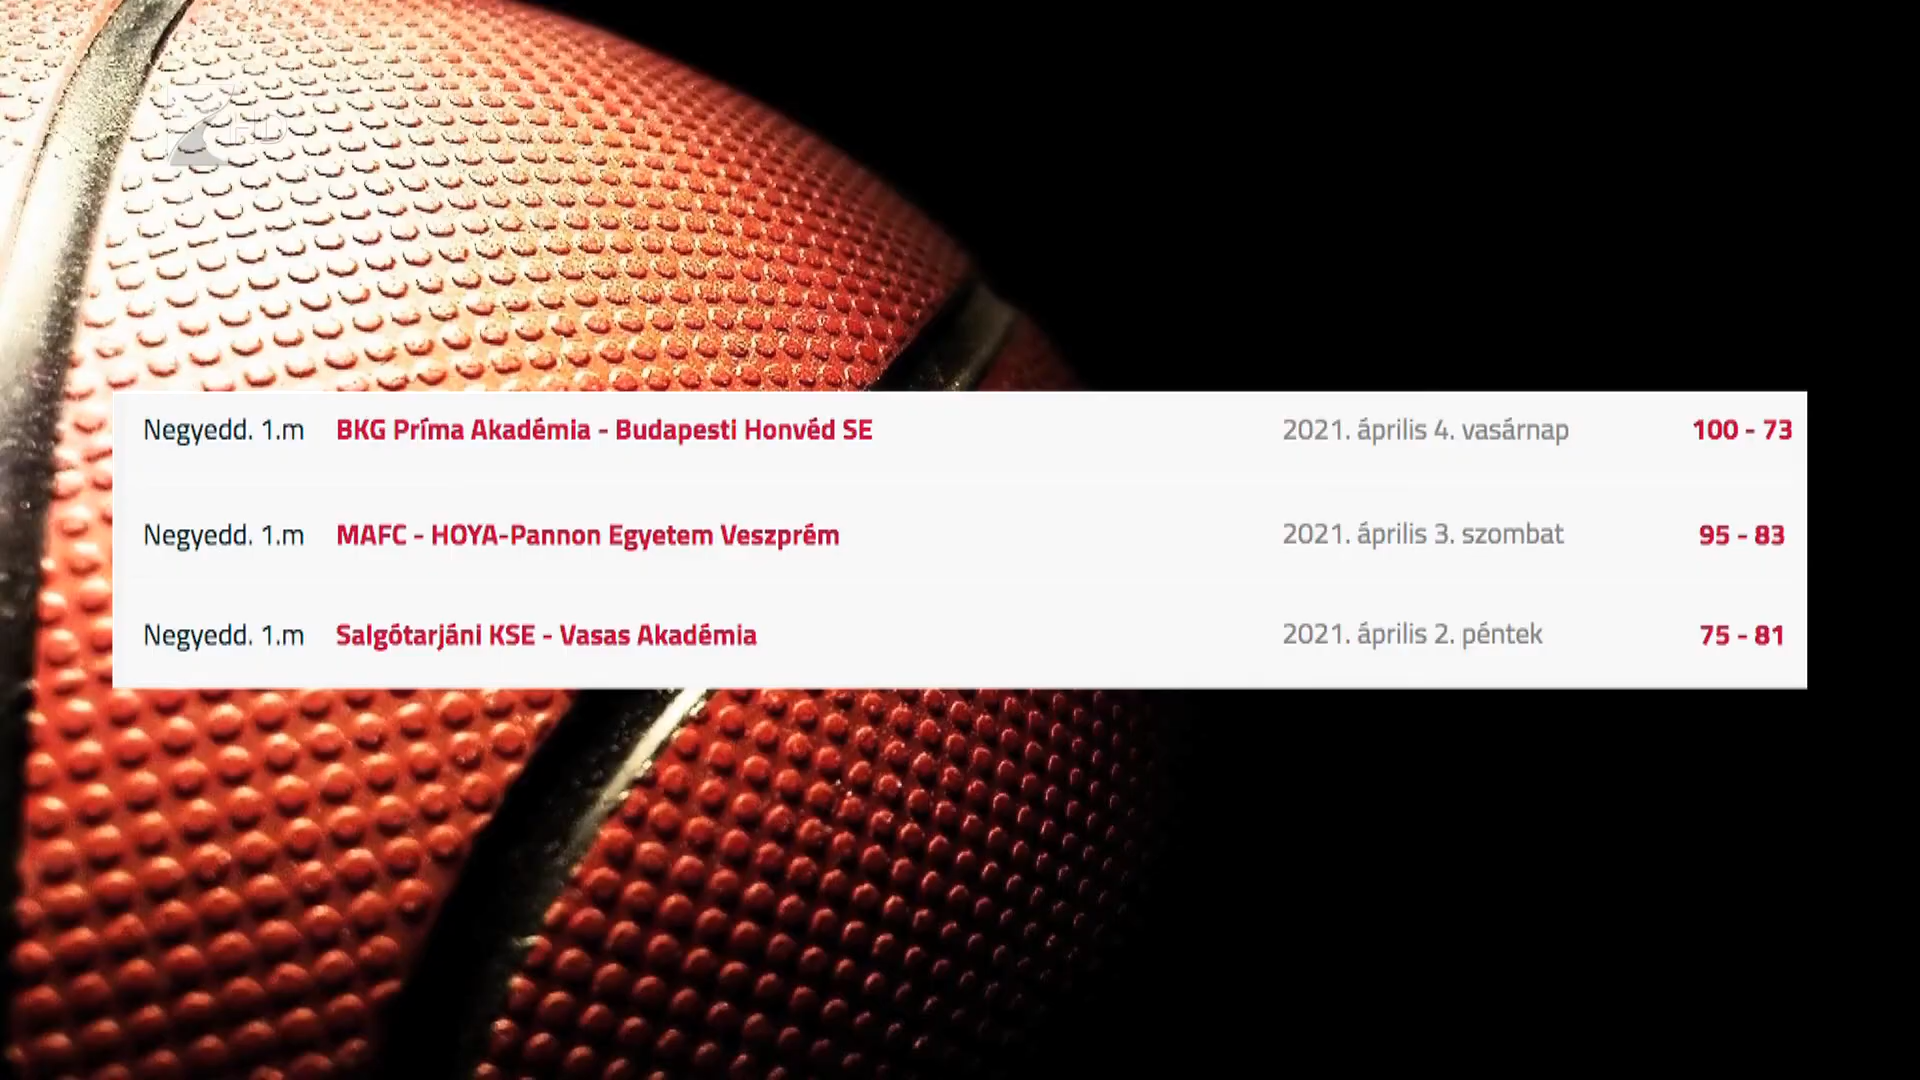 HD
Negyedd. 1.m BKG Príma Akadémia - Budapesti Honvéd SE 2021. április 4. vasárnap 100 - 73
Negyedd. 1.m MAFC - HOYA-Pannon Egyetem Veszprém 2021. április 3. szombat 95 - 83
Negyedd. 1.m Salgótarjáni KSE - Vasas Akadémia 2021. április 2. péntek 75 - 81